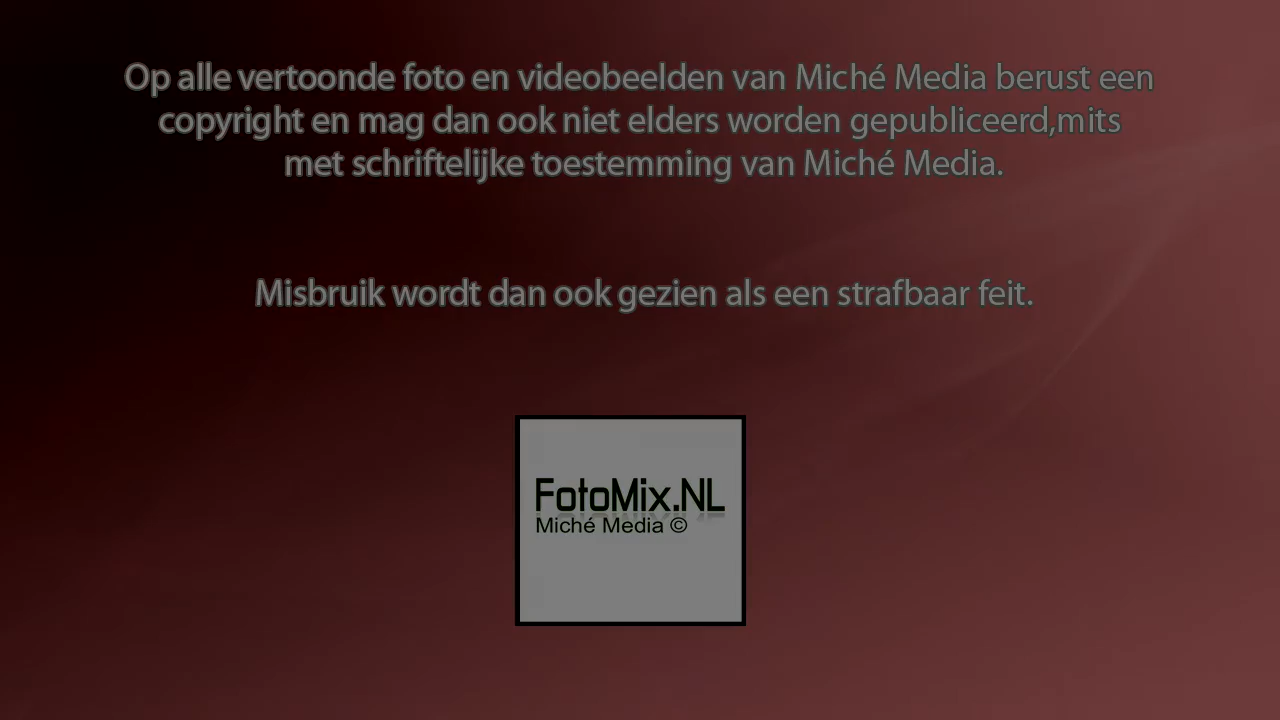 Op alle vertoonde foto en videobeelden van Miché Media berust een
copyright en mag dan ook niet elders worden gepubliceerd,mits
met schriftelijke toestemming van Miché Media.
Misbruik wordt dan ook gezien als een strafbaar feit.
FotoMix.NL
Miché Media ©